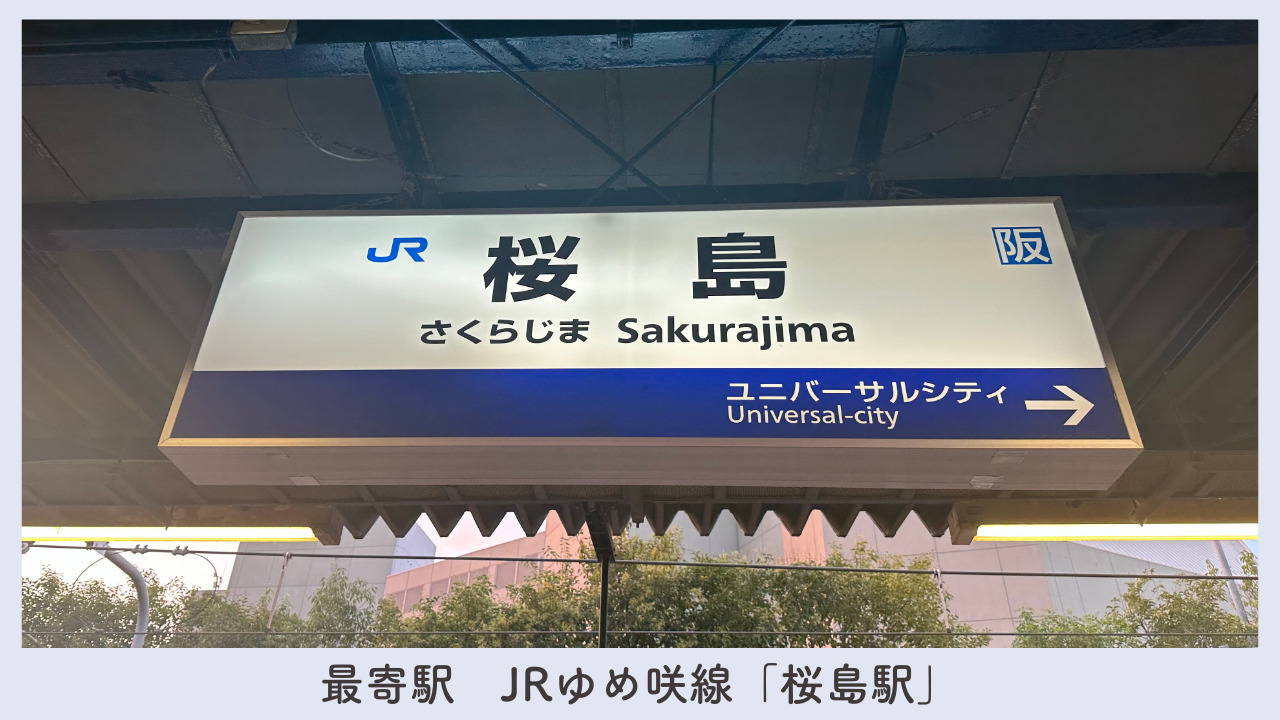 JR 桜島 阪
さくらじま Sakurajima
ユニバーサルシティ →
Universal-city
最寄駅 JRゆめ咲線「桜島駅」